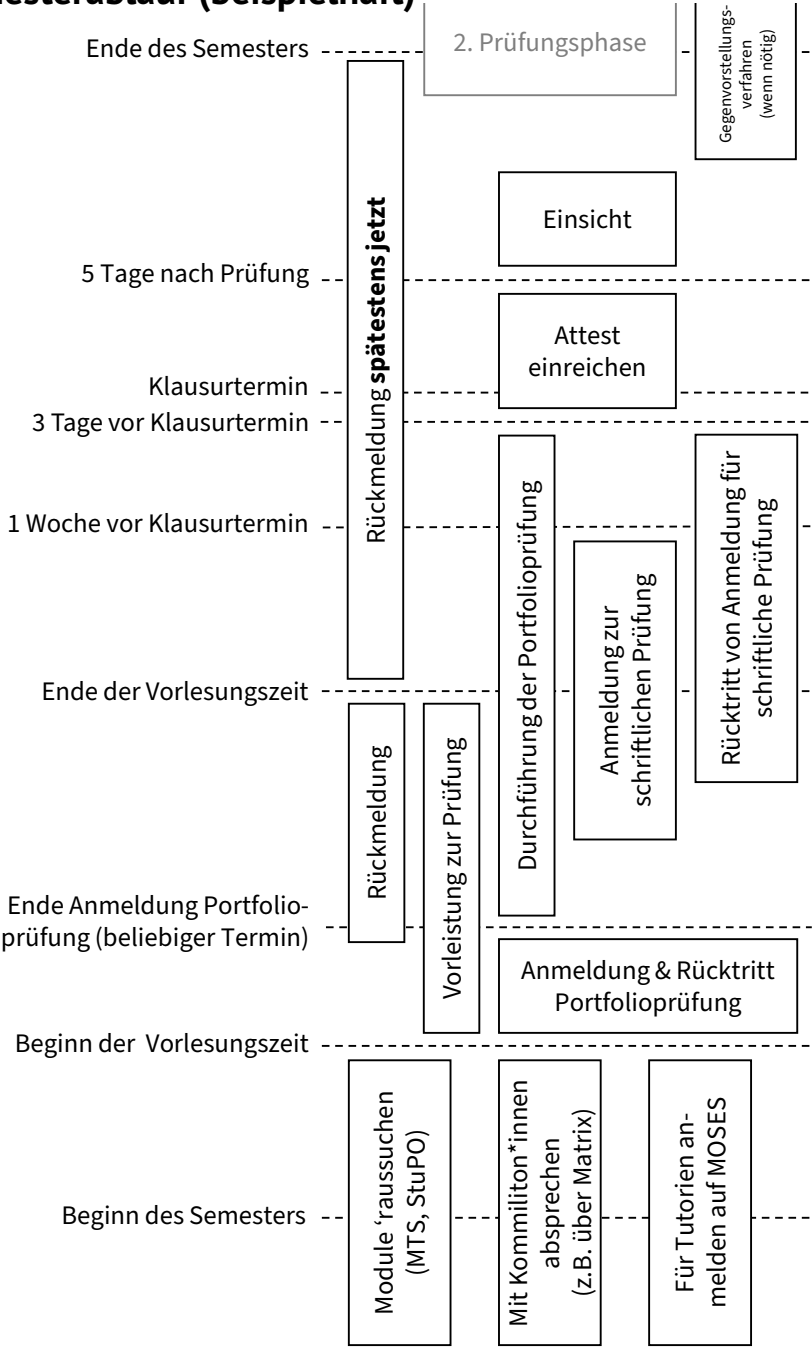 Ende des Semesters
2. Prüfungsphase
Gegenvorstellungs-
verfahren
(wenn nötig)
Einsicht
5 Tage nach Prüfung
Rückmeldung spätestens jetzt
Attest
einreichen
Klausurtermin
3 Tage vor Klausurtermin
1 Woche vor Klausurtermin
Durchführung der Portfolioprüfung
Anmeldung zur
schriftlichen Prüfung
Rücktritt von Anmeldung für
schriftliche Prüfung
Ende der Vorlesungszeit
Rückmeldung
Vorleistung zur Prüfung
Ende Anmeldung Portfolio-
prüfung (beliebiger Termin)
Anmeldung & Rücktritt
Portfolioprüfung
Beginn der Vorlesungszeit
Module ‘raussuchen
(MTS, StuPO)
Mit Kommiliton*innen
absprechen
(z.B. über Matrix)
Für Tutorien an-
melden auf MOSES
Beginn des Semesters